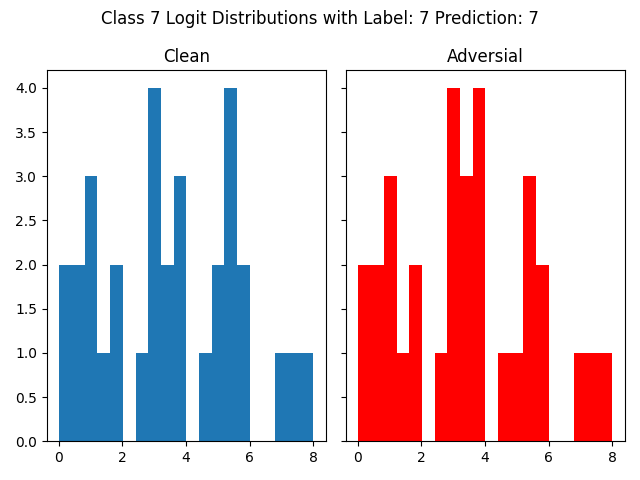 Class 7 Logit Distributions with Label: 7 Prediction: 7
Clean
Adversial
4.0
3.5
3.0
2.5
2.0
1.5
1.0
0.5
0.0
0 2 4 6 8
0 2 4 6 8